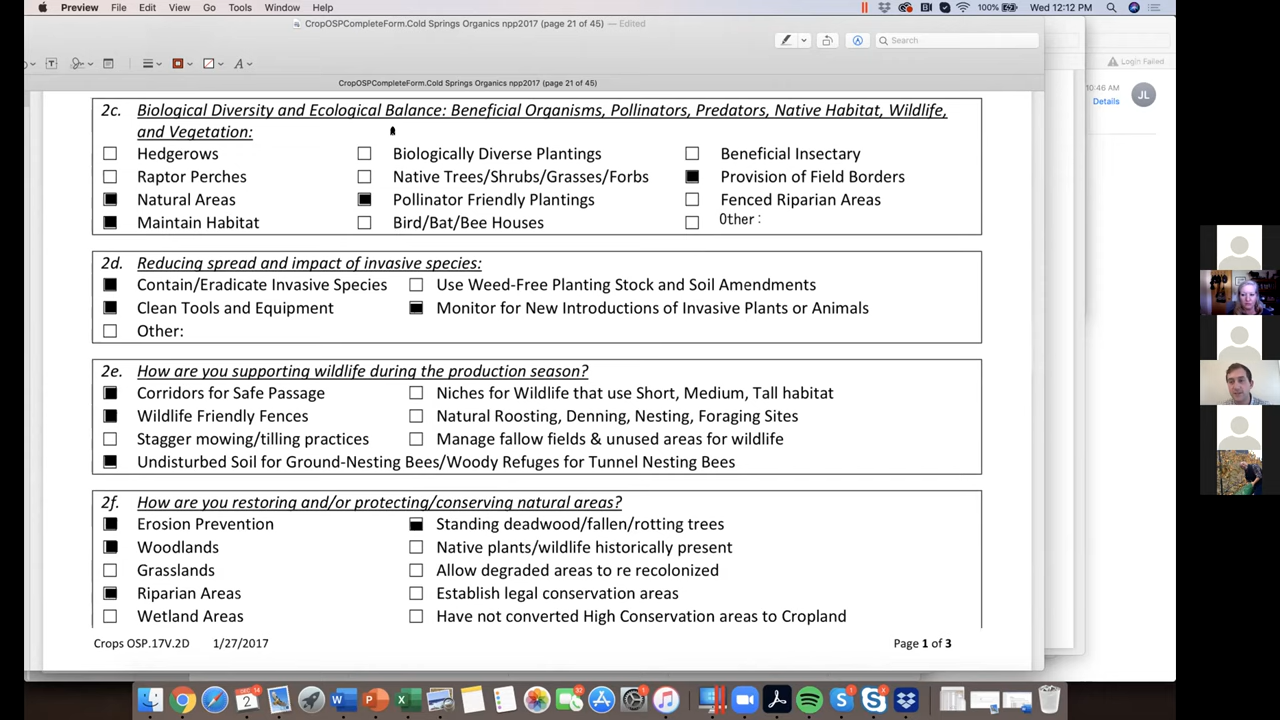 Preview File Edit View Go Tools Window Help
100% Wed 12:12 PM
CropOSPCompleteForm.Cold Springs Organics npp2017 (page 21 of 45) — Edited
Search
CropOSPCompleteForm.Cold Springs Organics npp2017 (page 21 of 45)
Login Failed
10:46 AM
Details
JL
2c. Biological Diversity and Ecological Balance: Beneficial Organisms, Pollinators, Predators, Native Habitat, Wildlife,
and Vegetation:
Hedgerows Biologically Diverse Plantings Beneficial Insectary
Raptor Perches Native Trees/Shrubs/Grasses/Forbs Provision of Field Borders
Natural Areas Pollinator Friendly Plantings Fenced Riparian Areas
Maintain Habitat Bird/Bat/Bee Houses Other:
2d. Reducing spread and impact of invasive species:
Contain/Eradicate Invasive Species Use Weed-Free Planting Stock and Soil Amendments
Clean Tools and Equipment Monitor for New Introductions of Invasive Plants or Animals
Other:
2e. How are you supporting wildlife during the production season?
Corridors for Safe Passage Niches for Wildlife that use Short, Medium, Tall habitat
Wildlife Friendly Fences Natural Roosting, Denning, Nesting, Foraging Sites
Stagger mowing/tilling practices Manage fallow fields & unused areas for wildlife
Undisturbed Soil for Ground-Nesting Bees/Woody Refuges for Tunnel Nesting Bees
2f. How are you restoring and/or protecting/conserving natural areas?
Erosion Prevention Standing deadwood/fallen/rotting trees
Woodlands Native plants/wildlife historically present
Grasslands Allow degraded areas to re recolonized
Riparian Areas Establish legal conservation areas
Wetland Areas Have not converted High Conservation areas to Cropland
Crops OSP.17V.2D 1/27/2017 Page 1 of 3